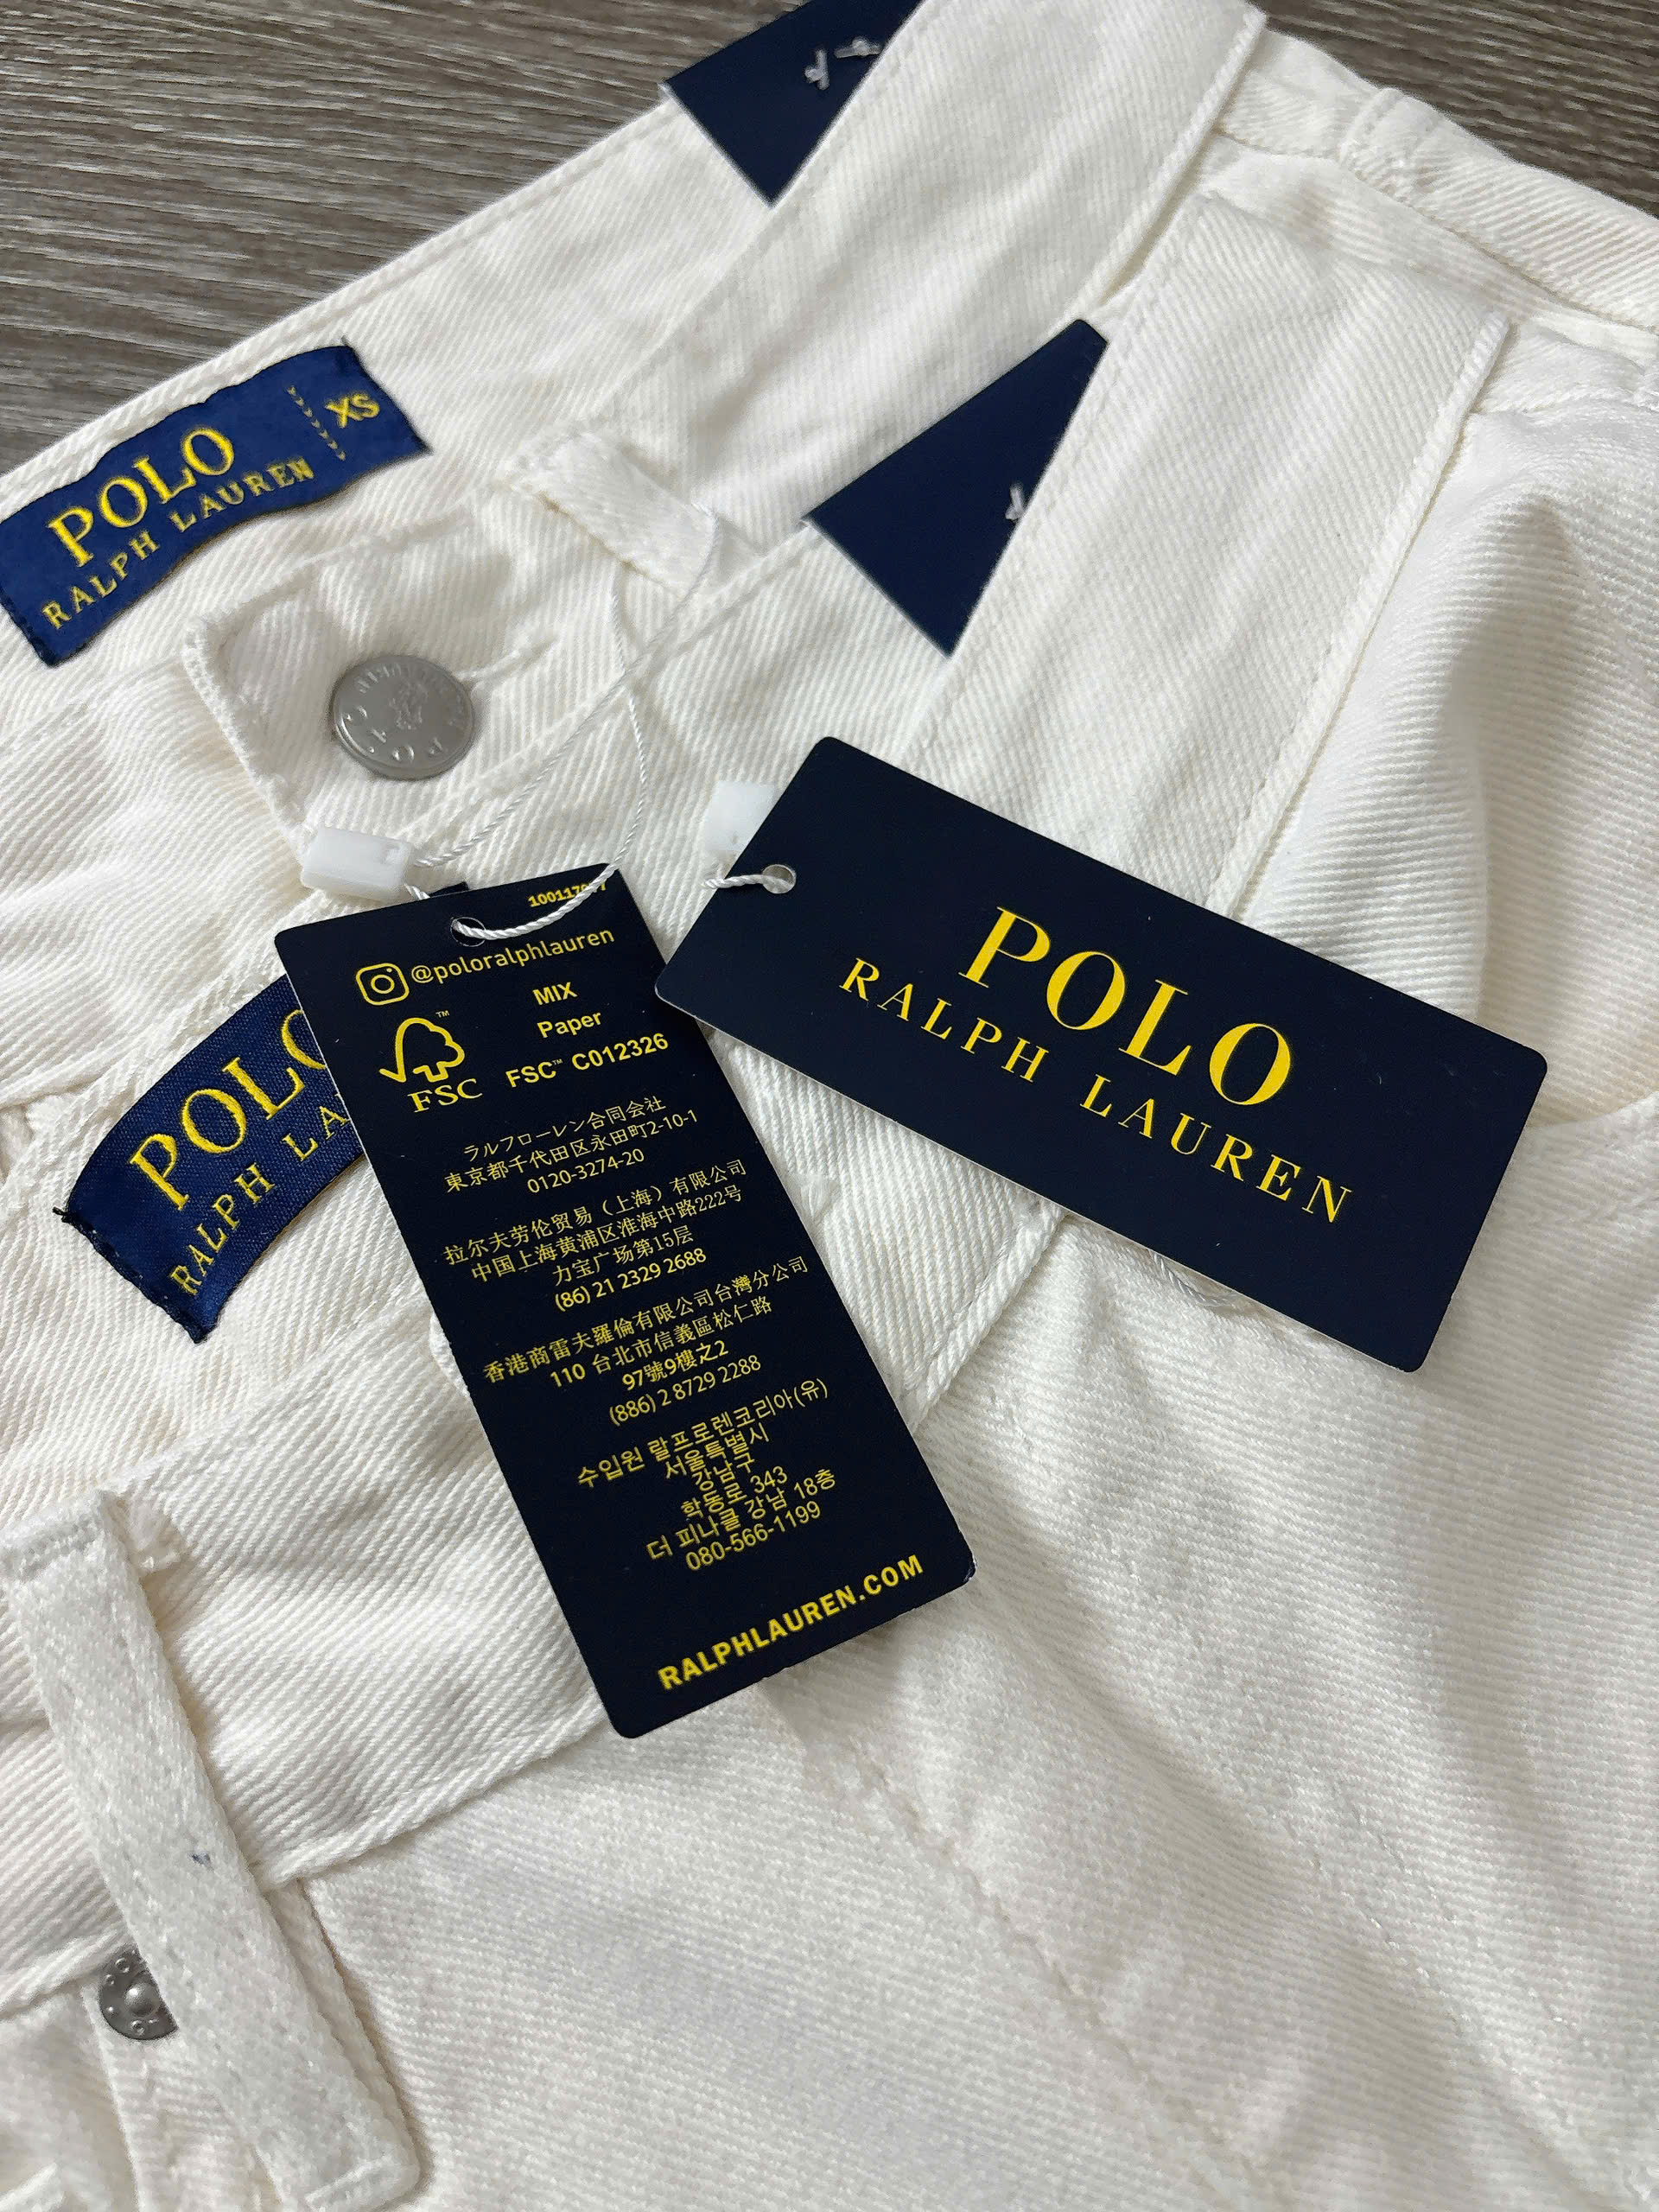 POLO
RALPH LAUREN
XS
@poloralphlauren
MIX
Paper
FSC™ C012326
FSC
ラルフローレン合同会社
東京都千代田区永田町2-10-1
0120-3274-20
拉尔夫劳伦贸易（上海）有限公司
中国上海黄浦区淮海中路222号
力宝广场第15层
(86) 21 2329 2688
香港商雷夫羅倫有限公司台灣分公司
110 台北市信義區松仁路
97號9樓之2
(886) 2 8729 2288
수입원 랄프로렌코리아(유)
서울특별시
강남구
학동로 343
더 피나클 강남 18층
080-566-1199
RALPHLAUREN.COM
POLO
RALPH LAUREN
POLO
RALPH LA